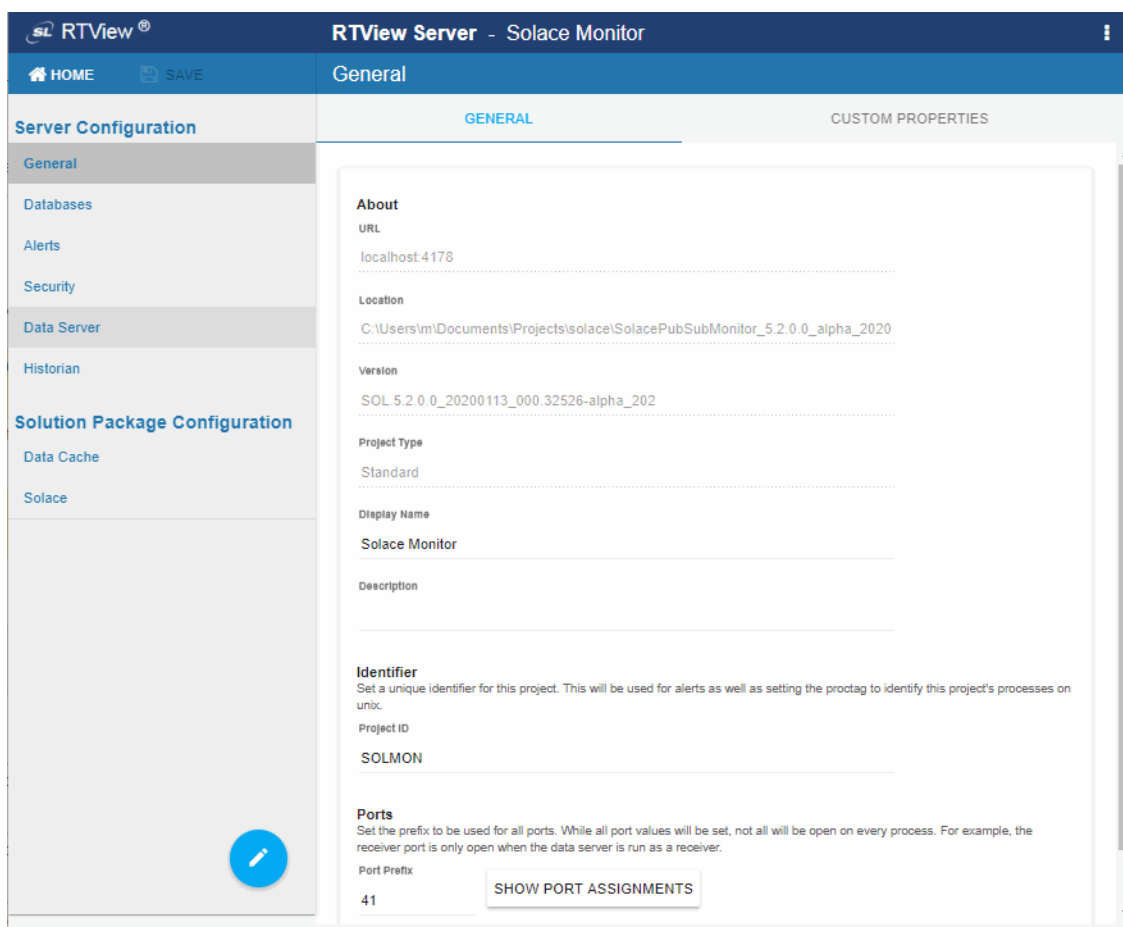 SL RTView ®
RTView Server - Solace Monitor
HOME
SAVE
General
Server Configuration
General
Databases
Alerts
Security
Data Server
Historian
Solution Package Configuration
Data Cache
Solace
GENERAL
CUSTOM PROPERTIES
About
URL
localhost:4178
Location
C:\Users\m\Documents\Projects\solace\SolacePubSubMonitor_5.2.0.0_alpha_2020
Version
SOL.5.2.0.0_20200113_000.32526-alpha_202
Project Type
Standard
Display Name
Solace Monitor
Description
Identifier
Set a unique identifier for this project. This will be used for alerts as well as setting the proctag to identify this project's processes on
unix.
Project ID
SOLMON
Ports
Set the prefix to be used for all ports. While all port values will be set, not all will be open on every process. For example, the
receiver port is only open when the data server is run as a receiver.
Port Prefix
41
SHOW PORT ASSIGNMENTS